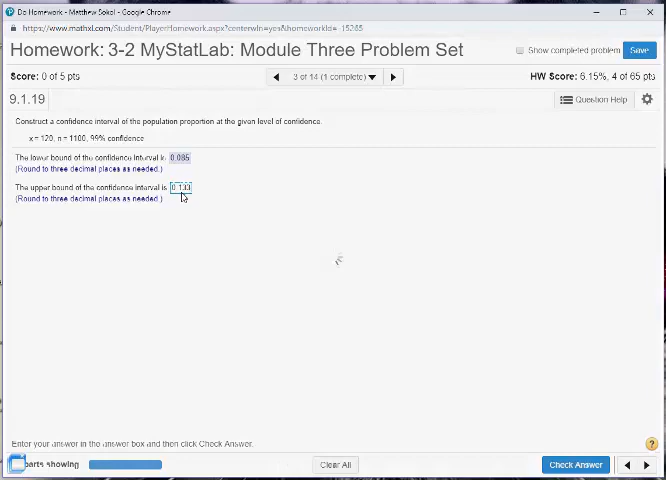 Do Homework - Matthew Sokol - Google Chrome
https://www.mathxl.com/Student/PlayerHomework.aspx?centerwin=yes&homeworkId=
Homework: 3-2 MyStatLab: Module Three Problem Set
Show completed problem
Save
Score: 0 of 5 pts
3 of 14 (1 complete)
HW Score: 6.15%, 4 of 65 pts
9.1.19
Question Help
Construct a confidence interval of the population proportion at the given level of confidence.
x = 120, n = 1100, 99% confidence
The lower bound of the confidence interval is 0.085
(Round to three decimal places as needed.)
The upper bound of the confidence interval is 0.133
(Round to three decimal places as needed.)
Enter your answer in the answer box and then click Check Answer.
?
parts showing
Clear All
Check Answer